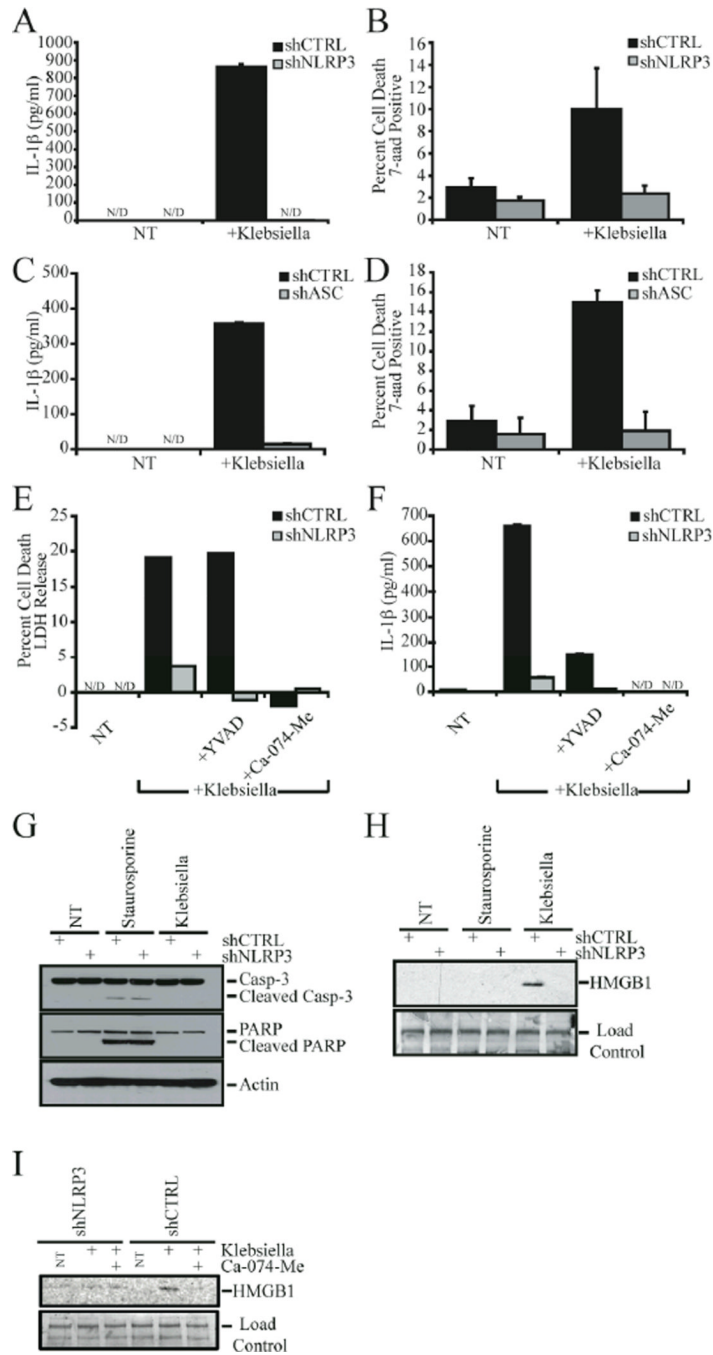 A
IL-1β (pg/ml)
1000
900
800
700
600
500
400
300
200
100
0
shCTRL
shNLRP3
N/D N/D N/D
NT +Klebsiella
B
Percent Cell Death
7-aad Positive
16
14
12
10
8
6
4
2
0
shCTRL
shNLRP3
NT +Klebsiella
C
IL-1β (pg/ml)
500
400
300
200
100
0
shCTRL
shASC
N/D N/D
NT +Klebsiella
D
Percent Cell Death
7-aad Positive
18
16
14
12
10
8
6
4
2
0
shCTRL
shASC
NT +Klebsiella
E
Percent Cell Death
LDH Release
25
20
15
10
5
0
-5
shCTRL
shNLRP3
N/D N/D
NT
+YVAD
+Ca-074-Me
+Klebsiella
F
IL-1β (pg/ml)
700
600
500
400
300
200
100
0
shCTRL
shNLRP3
N/D N/D
NT
+YVAD
+Ca-074-Me
+Klebsiella
G
NT Staurosporine Klebsiella
+ + + shCTRL
+ + + shNLRP3
Casp-3
Cleaved Casp-3
PARP
Cleaved PARP
Actin
H
NT Staurosporine Klebsiella
+ + + shCTRL
+ + + shNLRP3
HMGB1
Load
Control
I
shNLRP3 shCTRL
NT + + NT + + Klebsiella
+ + Ca-074-Me
HMGB1
Load
Control